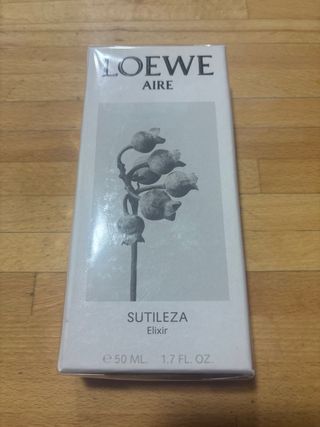 LOEWE
AIRE
SUTILEZA
Elixir
℮ 50 ML. 1.7 FL. OZ.